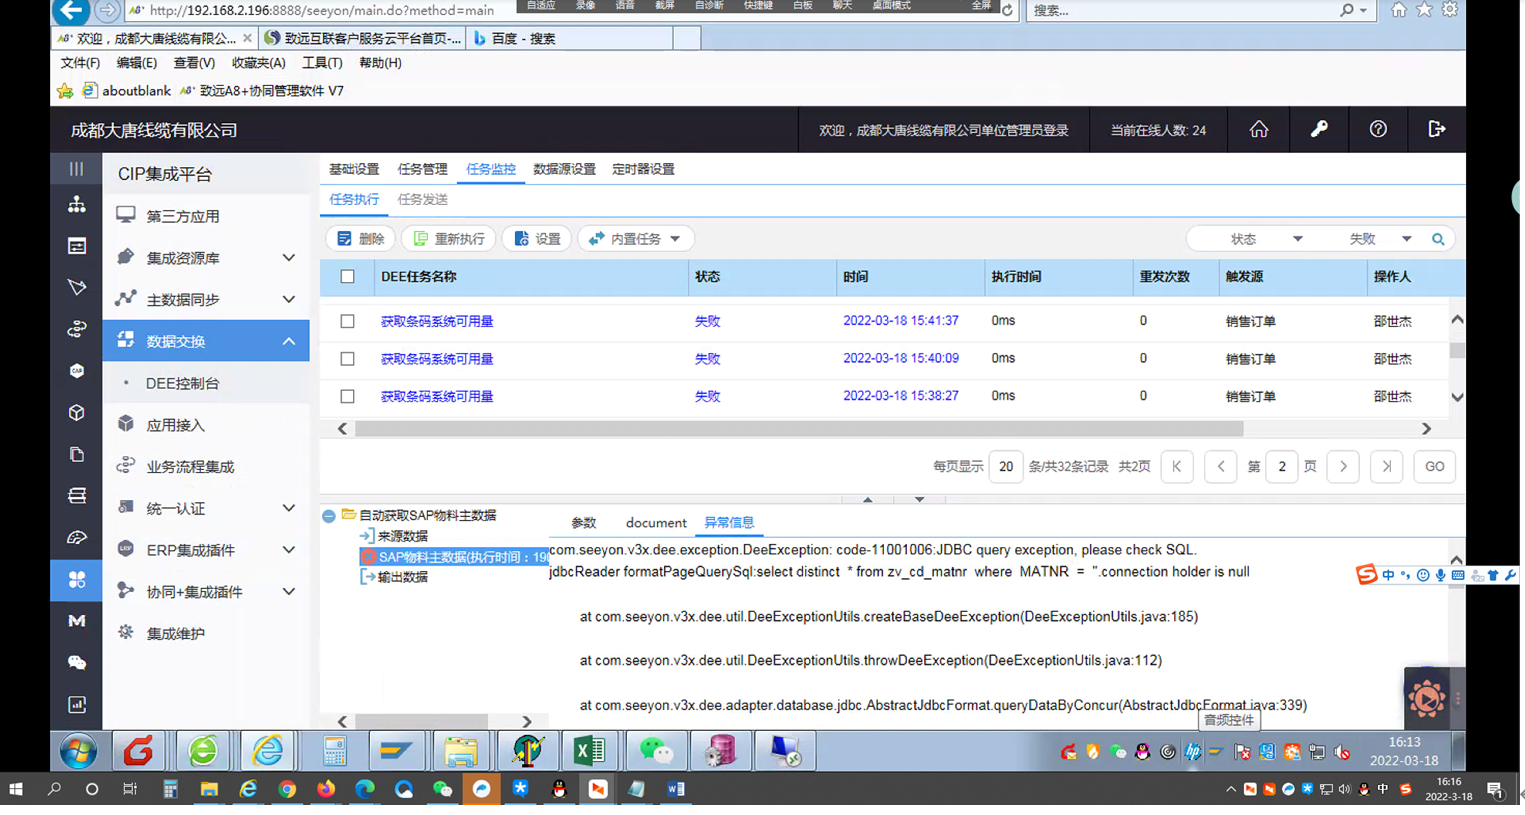 自适应 录像 语音 截屏 自诊断 快捷键 白板 聊天 桌面模式 全屏
http://192.168.2.196:8888/seeyon/main.do?method=main
搜索...
欢迎，成都大唐线缆有限公...
致远互联客户服务云平台首页-...
百度 - 搜索
文件(F) 编辑(E) 查看(V) 收藏夹(A) 工具(T) 帮助(H)
aboutblank 致远A8+协同管理软件 V7
成都大唐线缆有限公司
欢迎，成都大唐线缆有限公司单位管理员登录
当前在线人数: 24
CIP集成平台
第三方应用
集成资源库
主数据同步
数据交换
DEE控制台
应用接入
业务流程集成
统一认证
ERP集成插件
协同+集成插件
集成维护
基础设置 任务管理 任务监控 数据源设置 定时器设置
任务执行 任务发送
删除 重新执行 设置 内置任务
状态 失败
DEE任务名称 状态 时间 执行时间 重发次数 触发源 操作人
获取条码系统可用量 失败 2022-03-18 15:41:37 0ms 0 销售订单 邵世杰
获取条码系统可用量 失败 2022-03-18 15:40:09 0ms 0 销售订单 邵世杰
获取条码系统可用量 失败 2022-03-18 15:38:27 0ms 0 销售订单 邵世杰
每页显示 20 条/共32条记录 共2页 第 2 页 GO
自动获取SAP物料主数据
来源数据
SAP物料主数据(执行时间：19
输出数据
参数 document 异常信息
com.seeyon.v3x.dee.exception.DeeException: code-11001006:JDBC query exception, please check SQL.
jdbcReader formatPageQuerySql:select distinct * from zv_cd_matnr where MATNR = ''.connection holder is null
at com.seeyon.v3x.dee.util.DeeExceptionUtils.createBaseDeeException(DeeExceptionUtils.java:185)
at com.seeyon.v3x.dee.util.DeeExceptionUtils.throwDeeException(DeeExceptionUtils.java:112)
at com.seeyon.v3x.dee.adapter.database.jdbc.AbstractJdbcFormat.queryDataByConcur(AbstractJdbcFormat.java:339)
中
音频控件
16:13
2022-03-18
中
16:16
2022-3-18